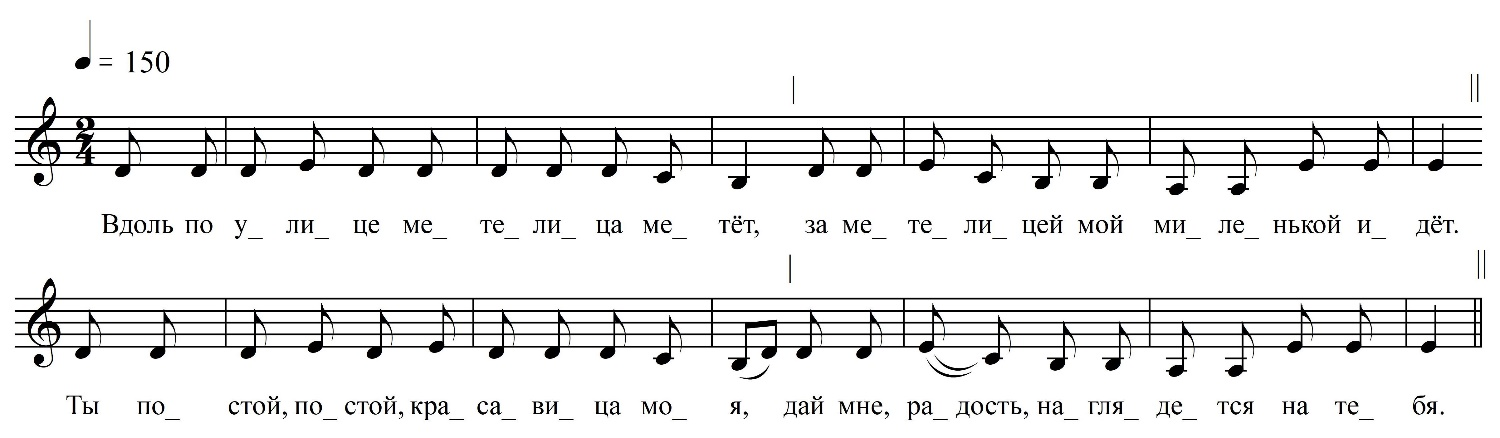 = 150
2
4
Вдоль по у_ ли_ це ме_ те_ ли_ ца ме_ тёт, за ме_ те_ ли_ цей мой ми_ ле_ нькой и_ дёт.
Ты по_ стой, по_ стой, кра_ са_ ви_ ца мо_ я, дай мне, ра_ дость, на_ гля_ де_ тся на те_ бя.